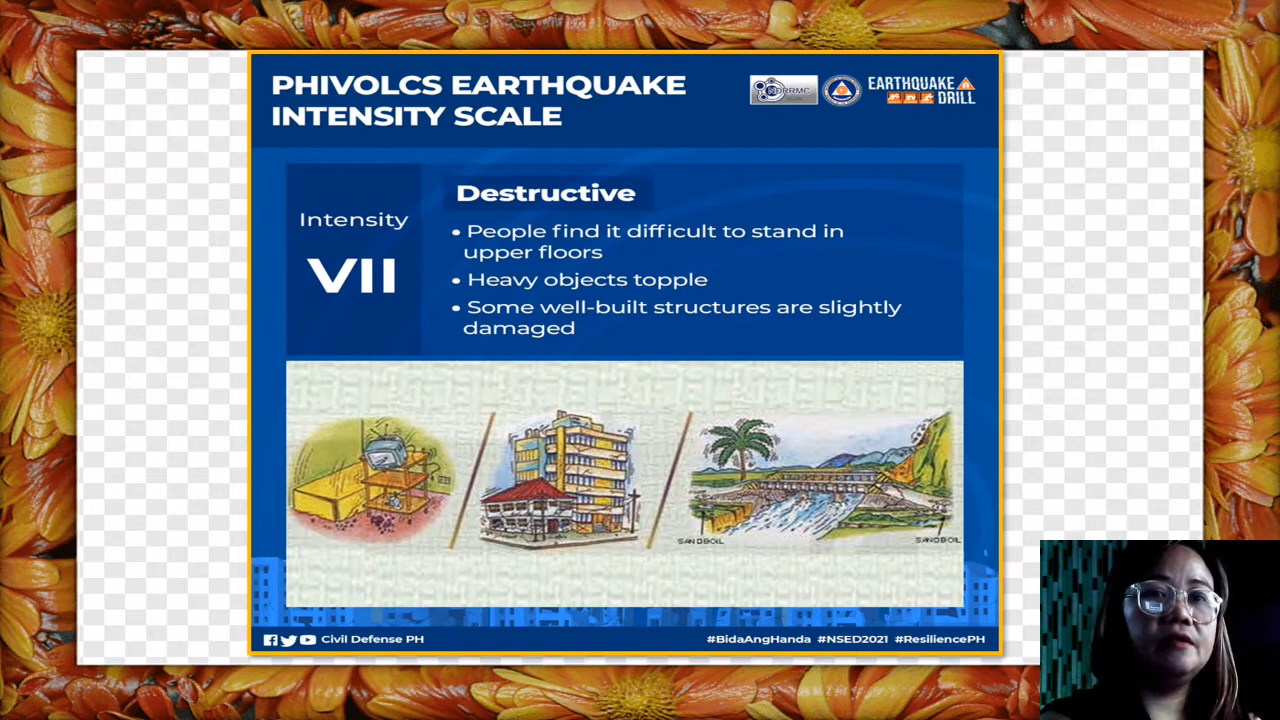 PHIVOLCS EARTHQUAKE
INTENSITY SCALE
NDRRMC
EARTHQUAKE
DRILL
Intensity
VII
Destructive
• People find it difficult to stand in
upper floors
• Heavy objects topple
• Some well-built structures are slightly
damaged
SANDBOIL
SANDBOIL
Civil Defense PH
#BidaAngHanda #NSED2021 #ResiliencePH